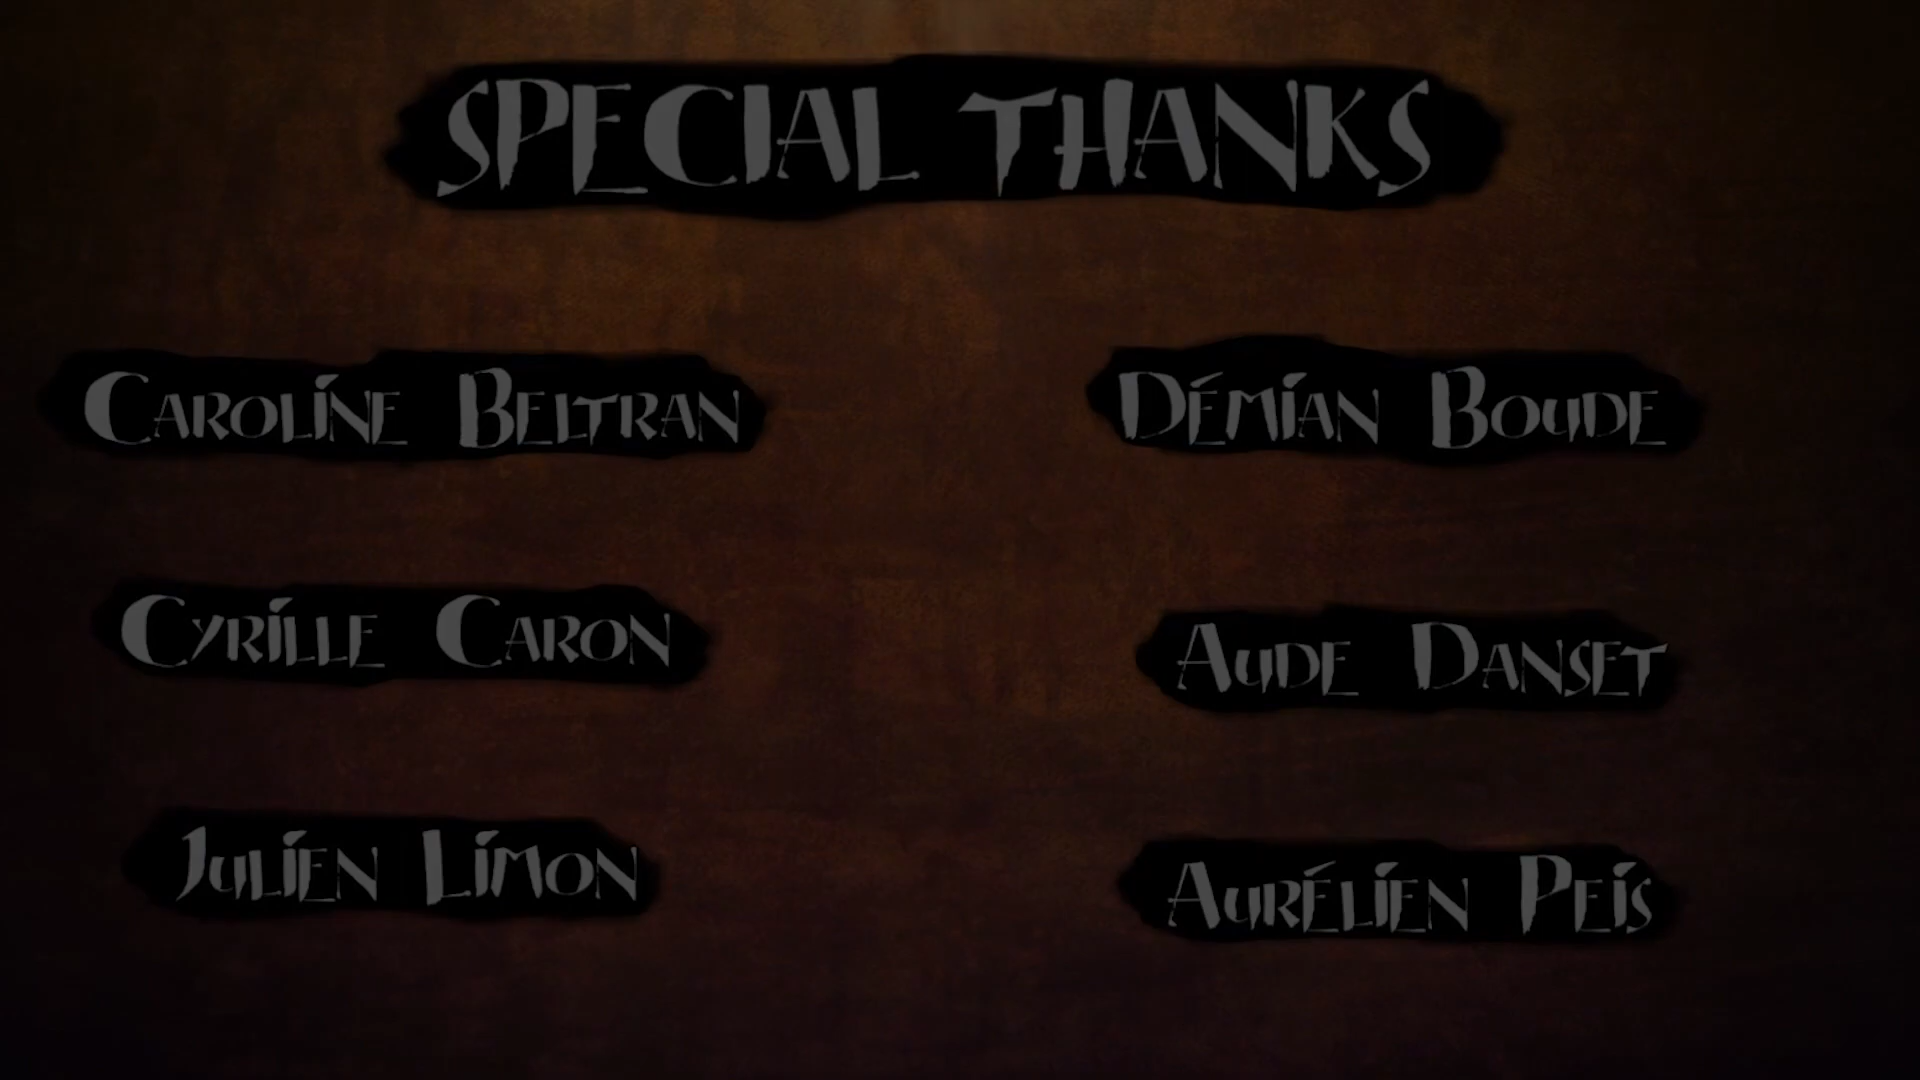 SPECIAL THANKS
CAROLINE BELTRAN
DÉMIAN BOUDE
CYRILLE CARON
AUDE DANSET
JULIEN LIMON
AURÉLIEN PEIS